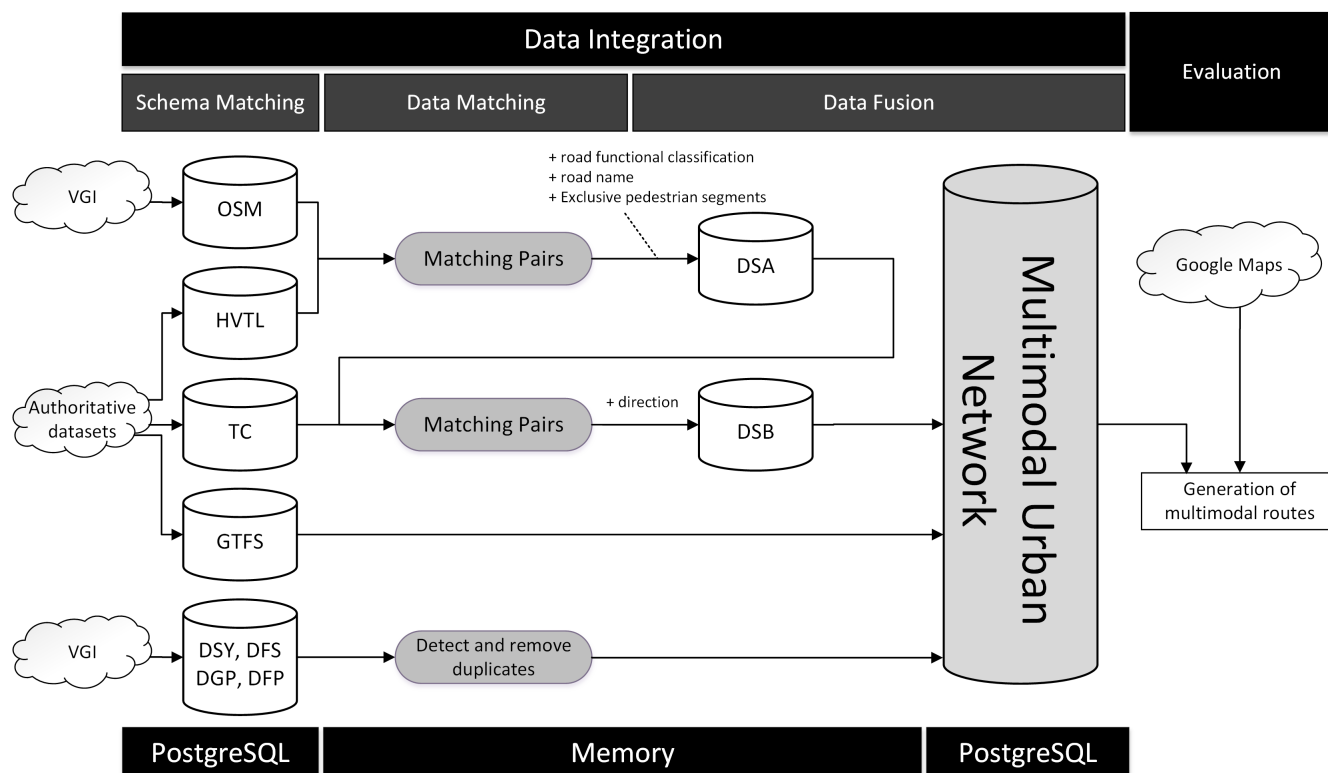 Data Integration
Evaluation
Schema Matching
Data Matching
Data Fusion
+ road functional classification
+ road name
+ Exclusive pedestrian segments
VGI
OSM
Matching Pairs
DSA
Google Maps
HVTL
Authoritative
datasets
TC
Matching Pairs
+ direction
DSB
Multimodal Urban
Network
Generation of
multimodal routes
GTFS
VGI
DSY, DFS
DGP, DFP
Detect and remove
duplicates
PostgreSQL
Memory
PostgreSQL